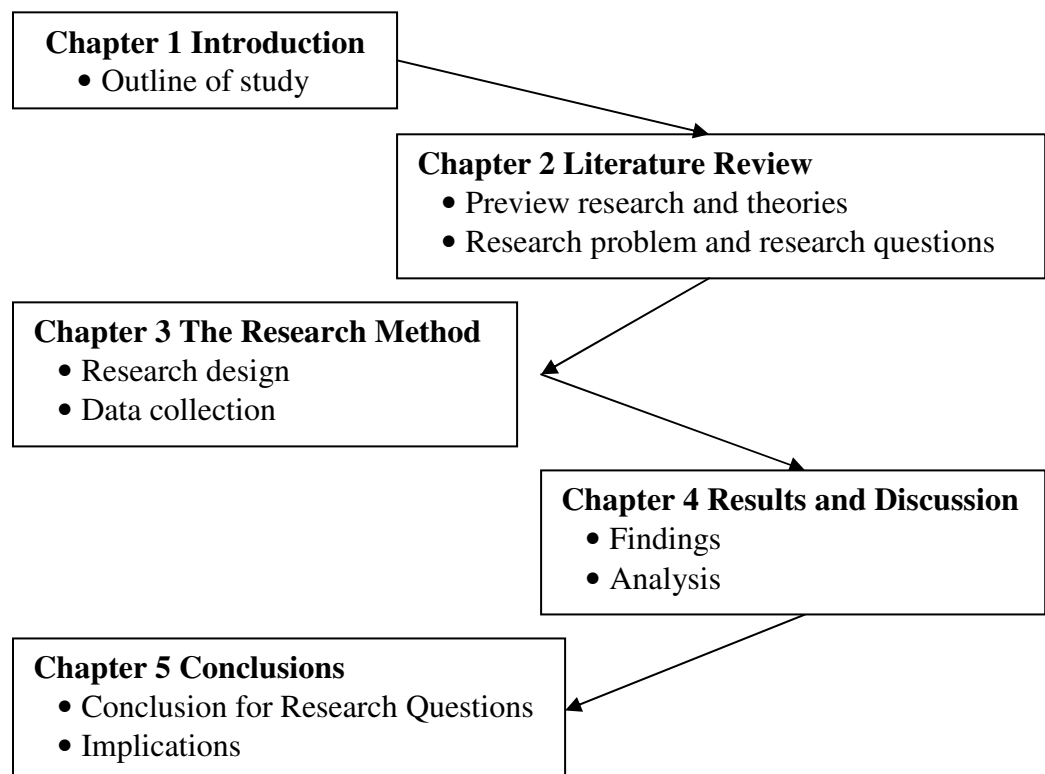 Chapter 1 Introduction
• Outline of study
Chapter 2 Literature Review
• Preview research and theories
• Research problem and research questions
Chapter 3 The Research Method
• Research design
• Data collection
Chapter 4 Results and Discussion
• Findings
• Analysis
Chapter 5 Conclusions
• Conclusion for Research Questions
• Implications